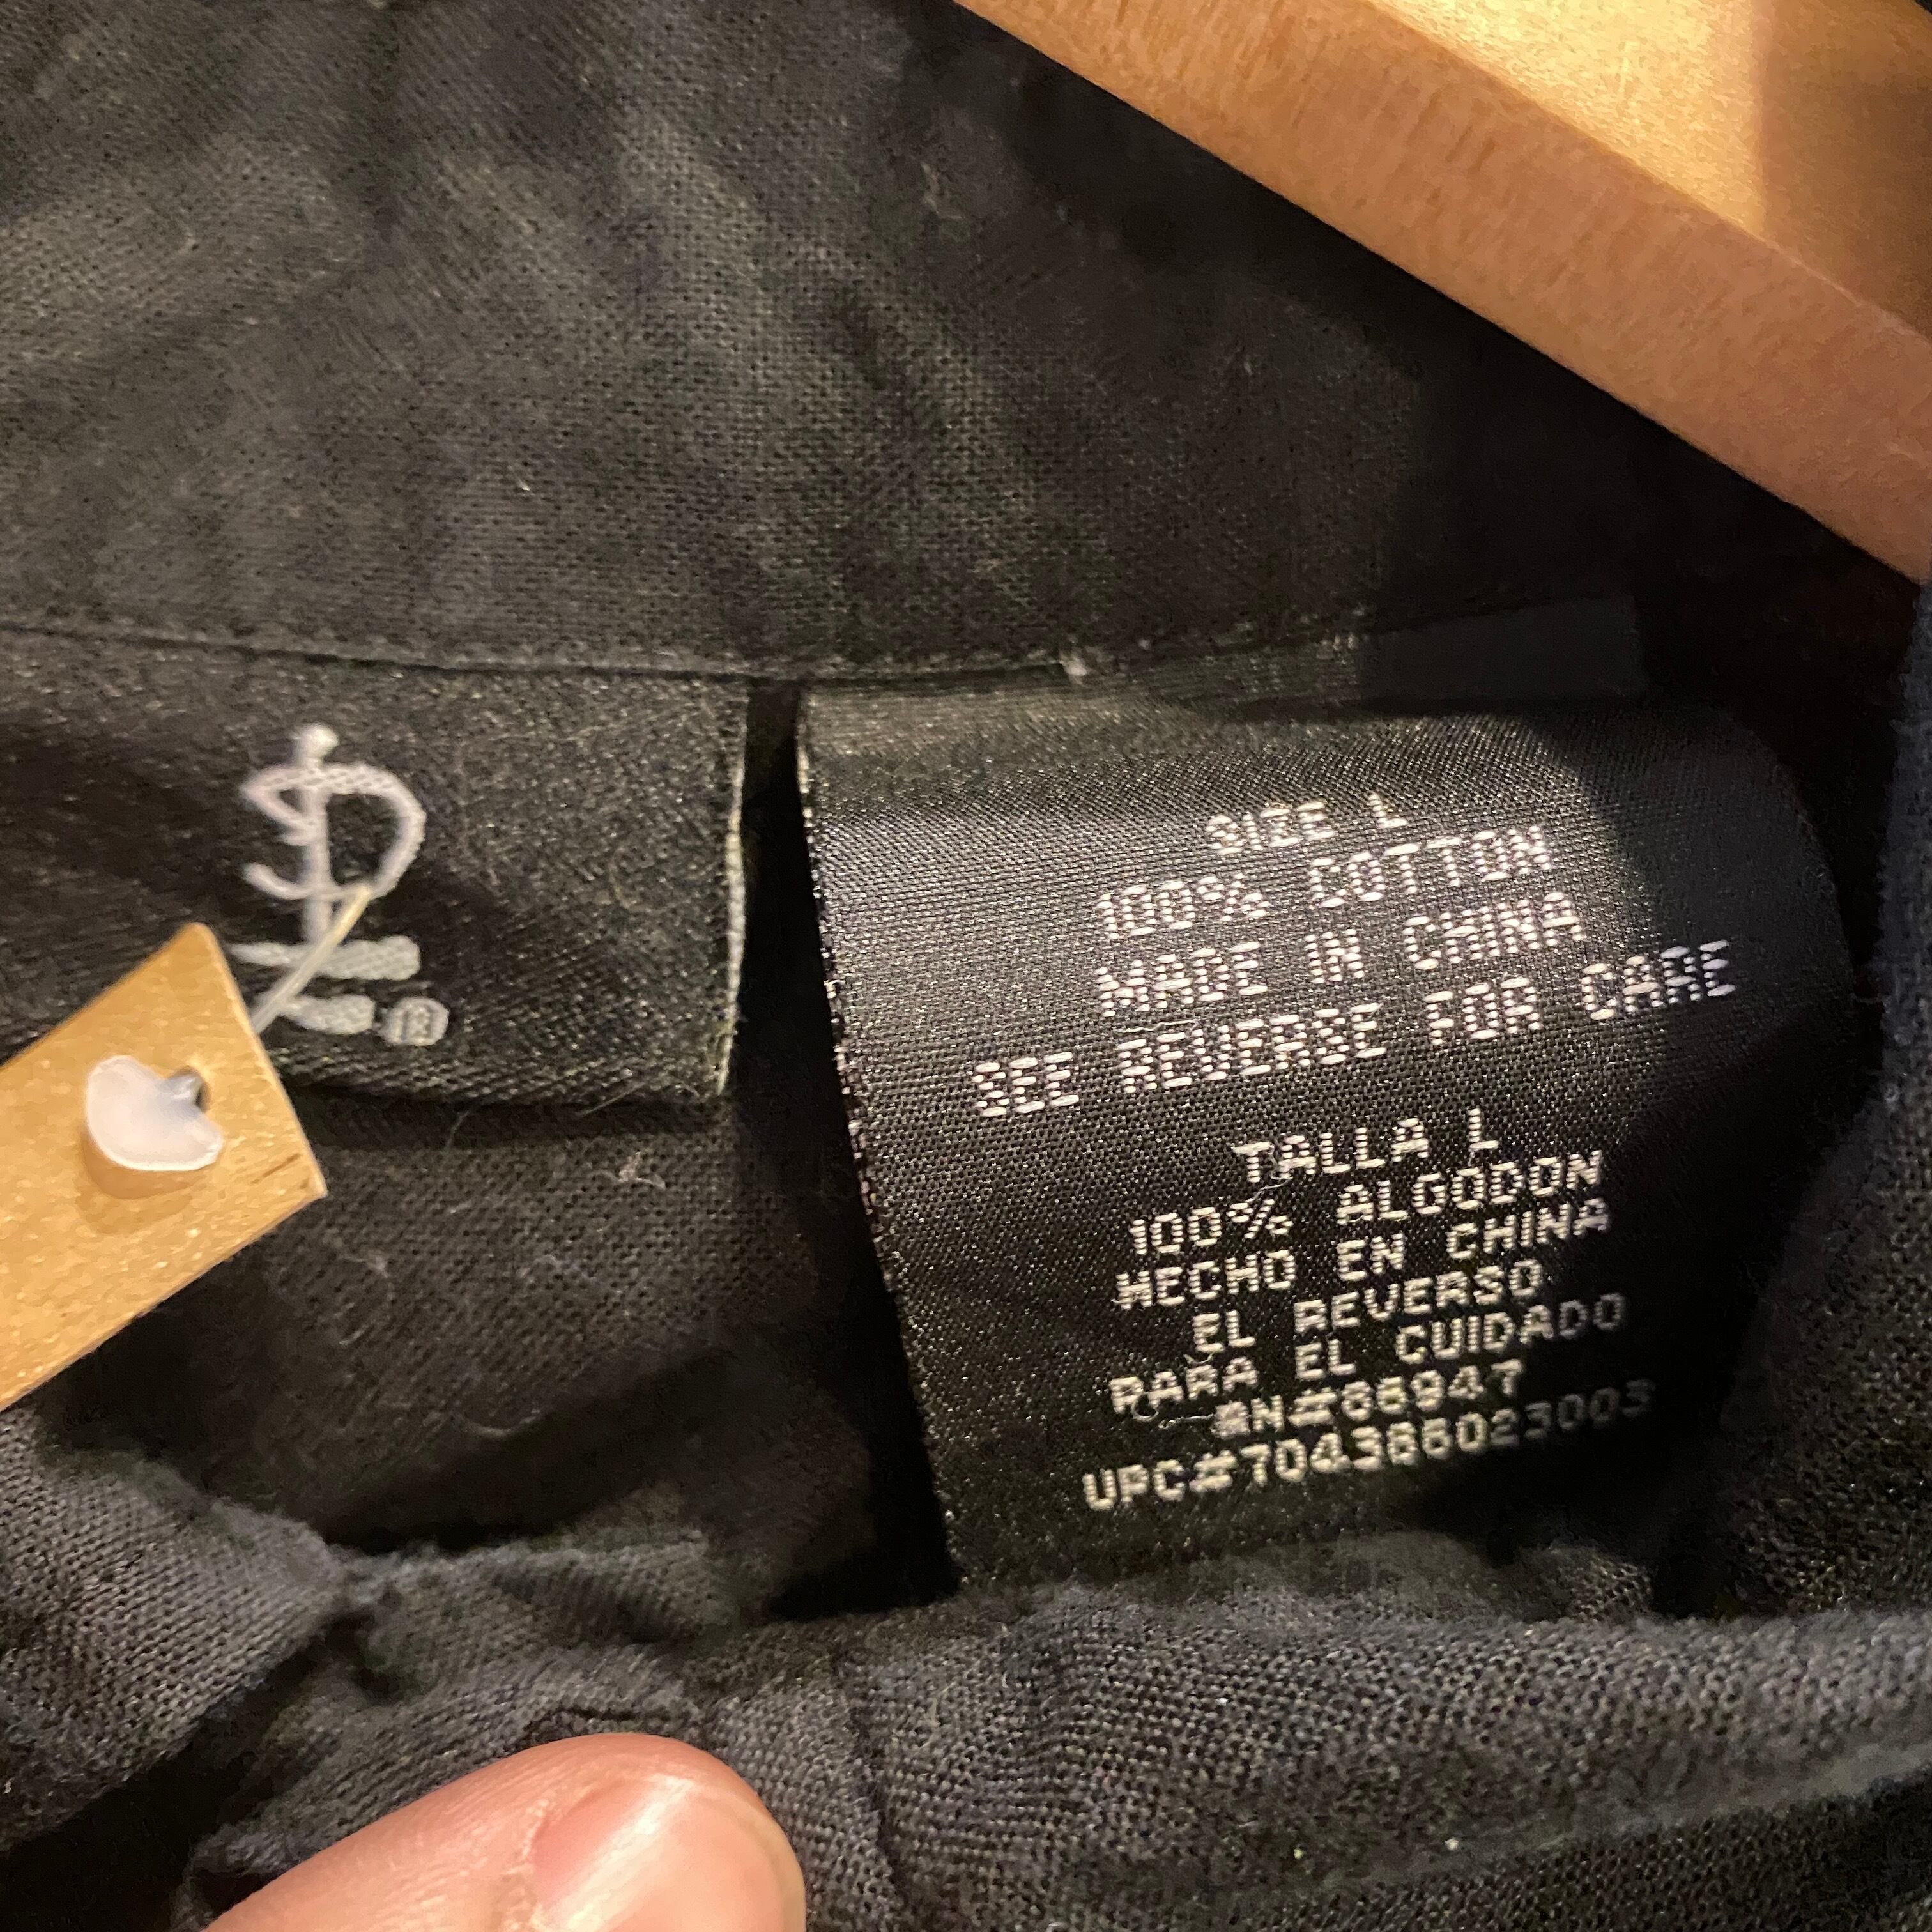 SIZE L
100% COTTON
MADE IN CHINA
SEE REVERSE FOR CARE
TALLA L
100% ALGODON
HECHO EN CHINA
EL REVERSO
PARA EL CUIDADO